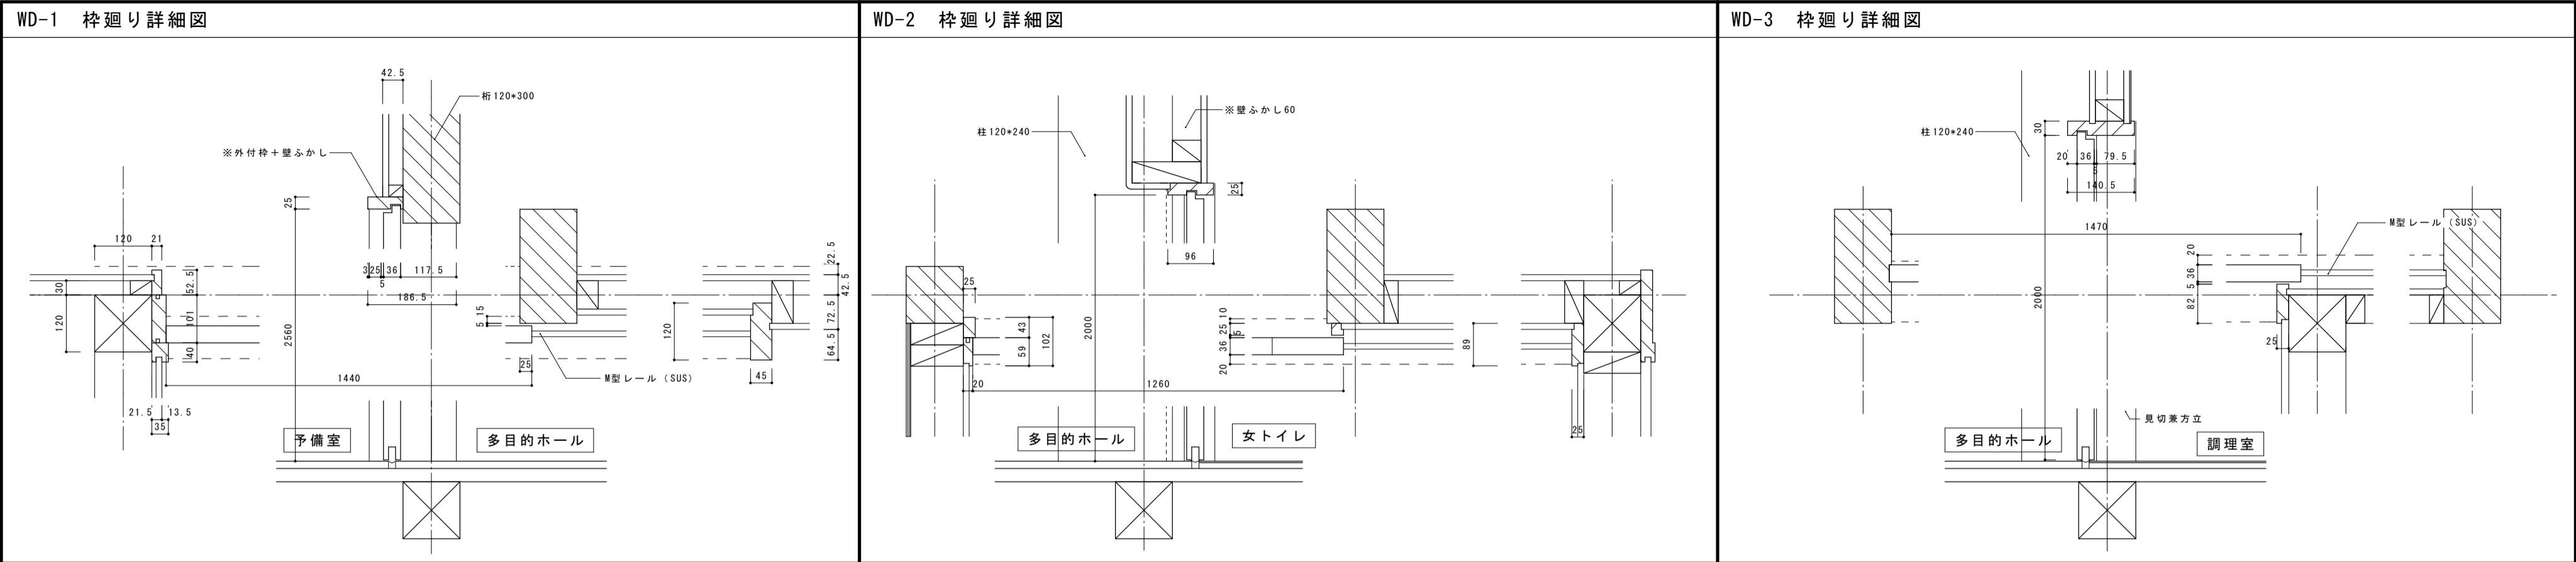 WD-1 枠廻り詳細図
42.5
桁120*300
※外付枠+壁ふかし
25
120 21
22.5
42.5
52.5
30
325 36 117.5
5
186.5
15
5
72.5
101
120
120
2560
64.5
40
25
45
1440
M型レール(SUS)
21.5 13.5
35
予備室
多目的ホール
WD-2 枠廻り詳細図
※壁ふかし60
柱120*240
25
96
25
10
43
25
102
5
2000
59
36
89
20
20
1260
25
多目的ホール
女トイレ
WD-3 枠廻り詳細図
30
柱120*240
20 36 79.5
5
140.5
1470
M型レール(SUS)
20
36
2000
5
82
25
見切兼方立
多目的ホール
調理室